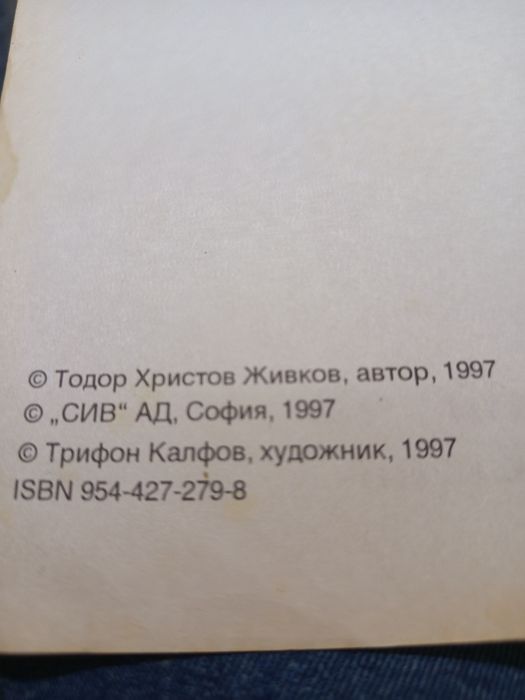 © Тодор Христов Живков, автор, 1997
© „СИВ“ АД, София, 1997
© Трифон Калфов, художник, 1997
ISBN 954-427-279-8